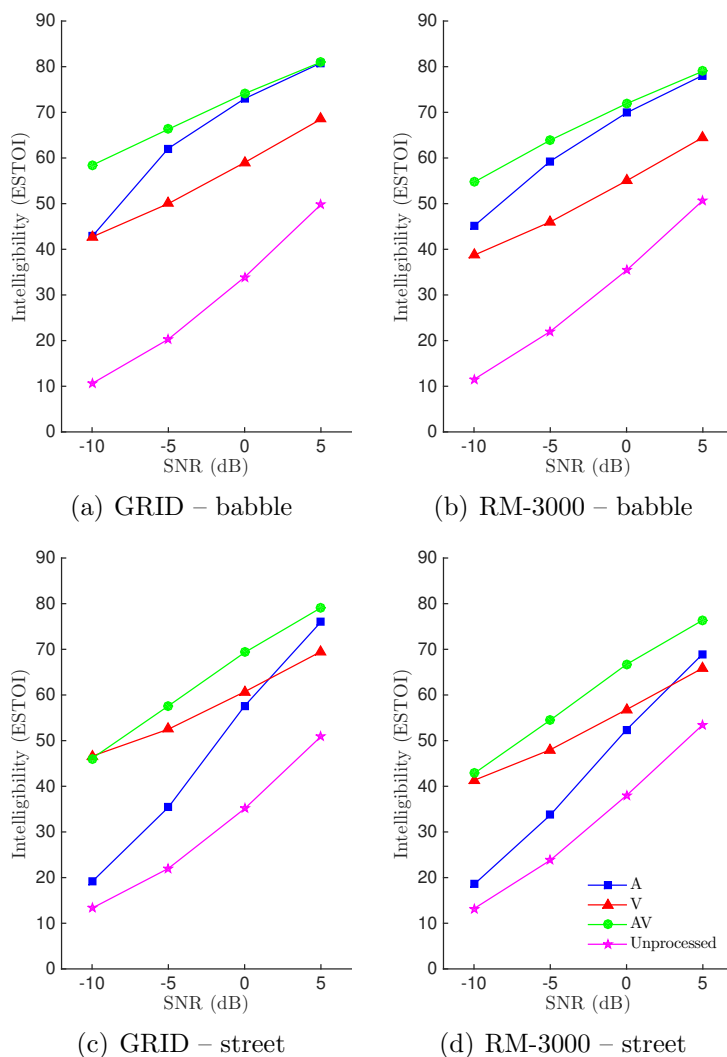 90
80
70
60
50
40
30
20
10
0
Intelligibility (ESTOI)
-10 -5 0 5
SNR (dB)
(a) GRID – babble
90
80
70
60
50
40
30
20
10
0
Intelligibility (ESTOI)
-10 -5 0 5
SNR (dB)
(b) RM-3000 – babble
90
80
70
60
50
40
30
20
10
0
Intelligibility (ESTOI)
-10 -5 0 5
SNR (dB)
(c) GRID – street
90
80
70
60
50
40
30
20
10
0
Intelligibility (ESTOI)
A
V
AV
Unprocessed
-10 -5 0 5
SNR (dB)
(d) RM-3000 – street